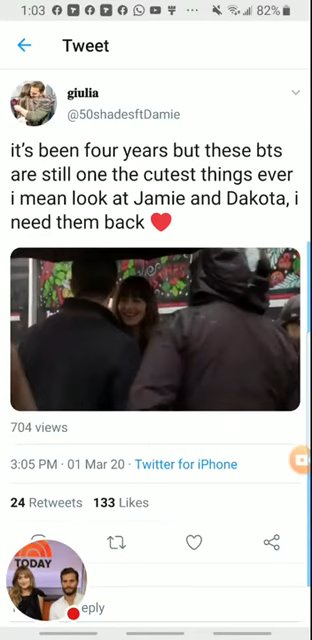 1:03
82%
Tweet
giulia
@50shadesftDamie
it's been four years but these bts
are still one the cutest things ever
i mean look at Jamie and Dakota, i
need them back
704 views
3:05 PM · 01 Mar 20 · Twitter for iPhone
24 Retweets 133 Likes
TODAY
eply